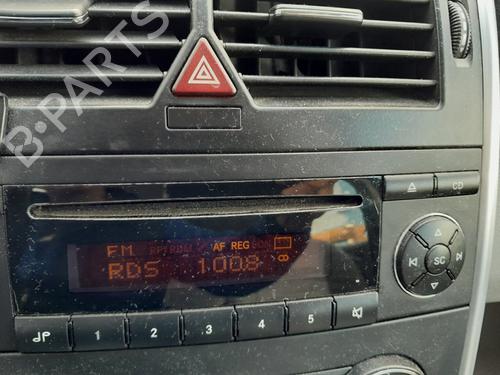 B-PARTS
CD
FM AF REG
RDS 100.8
SC
1 2 .3 4 5